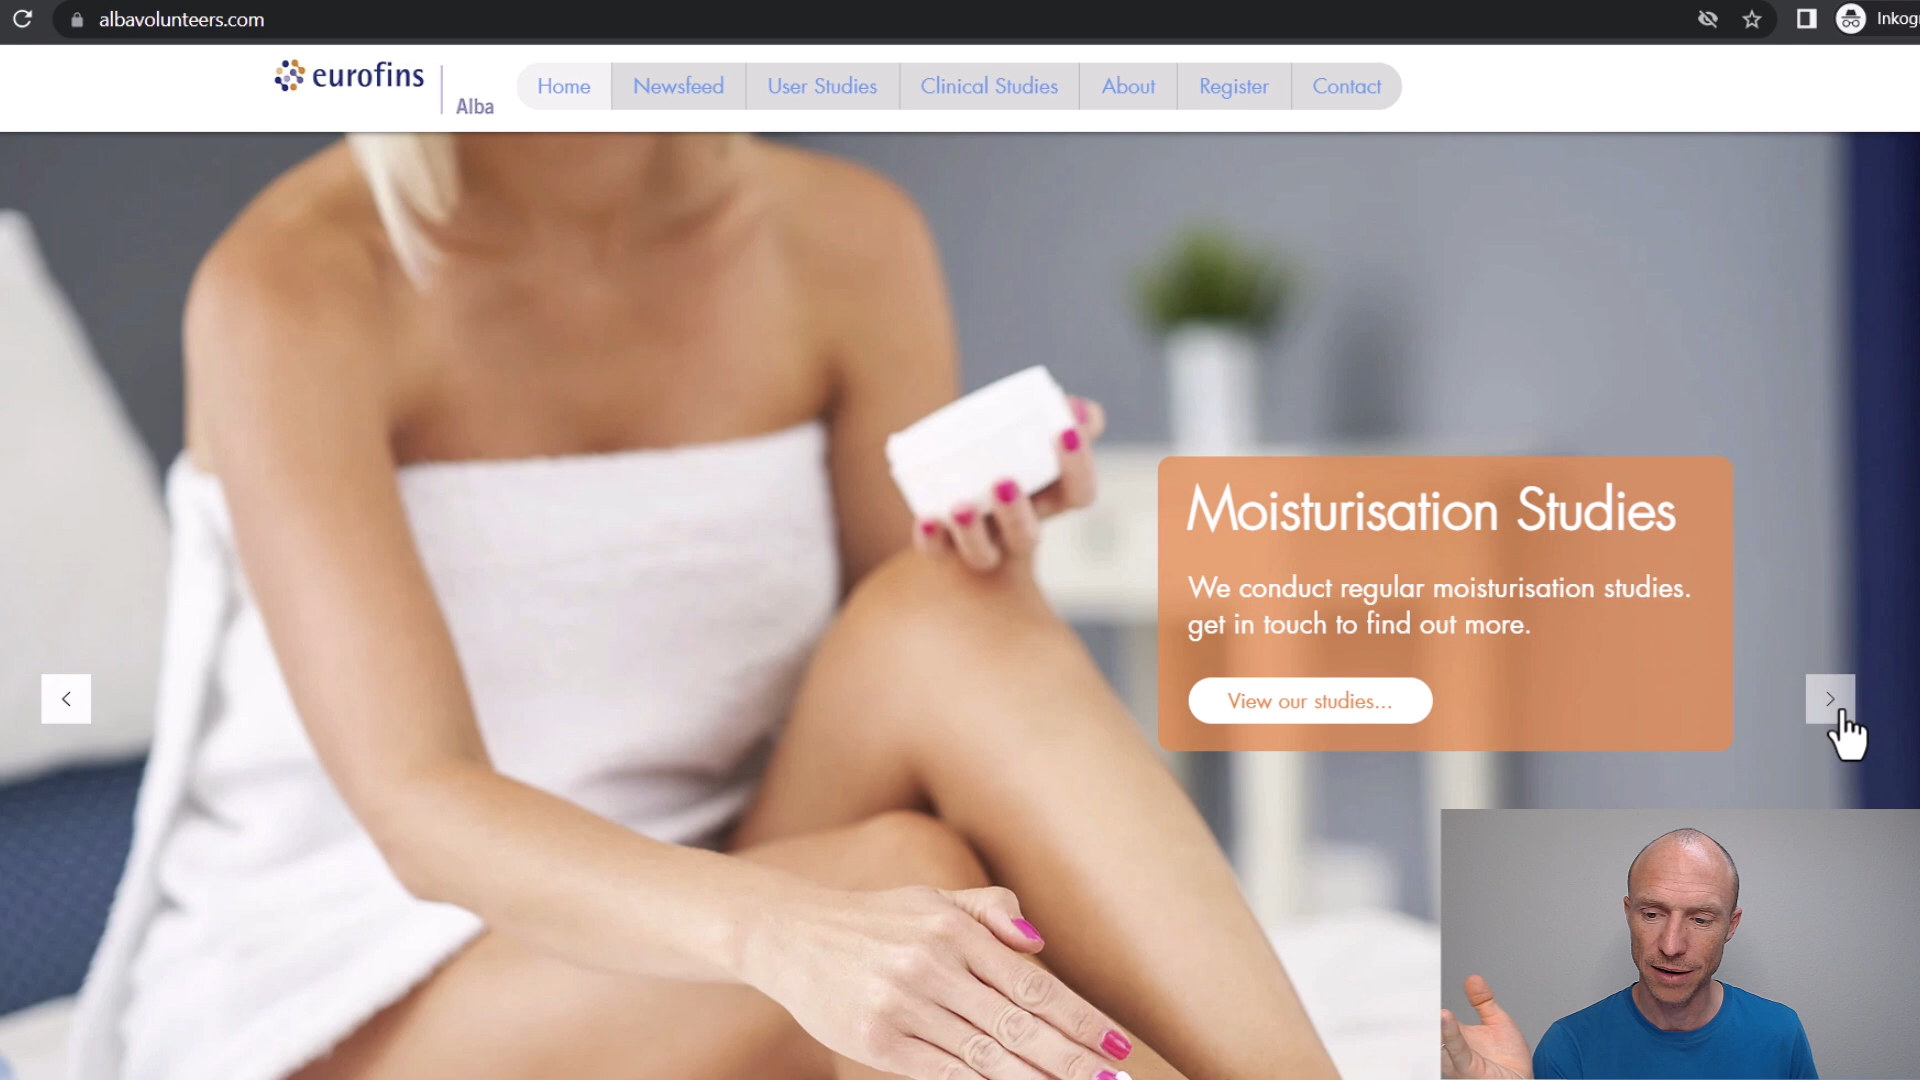 albavolunteers.com
Inkog
eurofins
Alba
Home
Newsfeed
User Studies
Clinical Studies
About
Register
Contact
Moisturisation Studies
We conduct regular moisturisation studies.
get in touch to find out more.
View our studies...